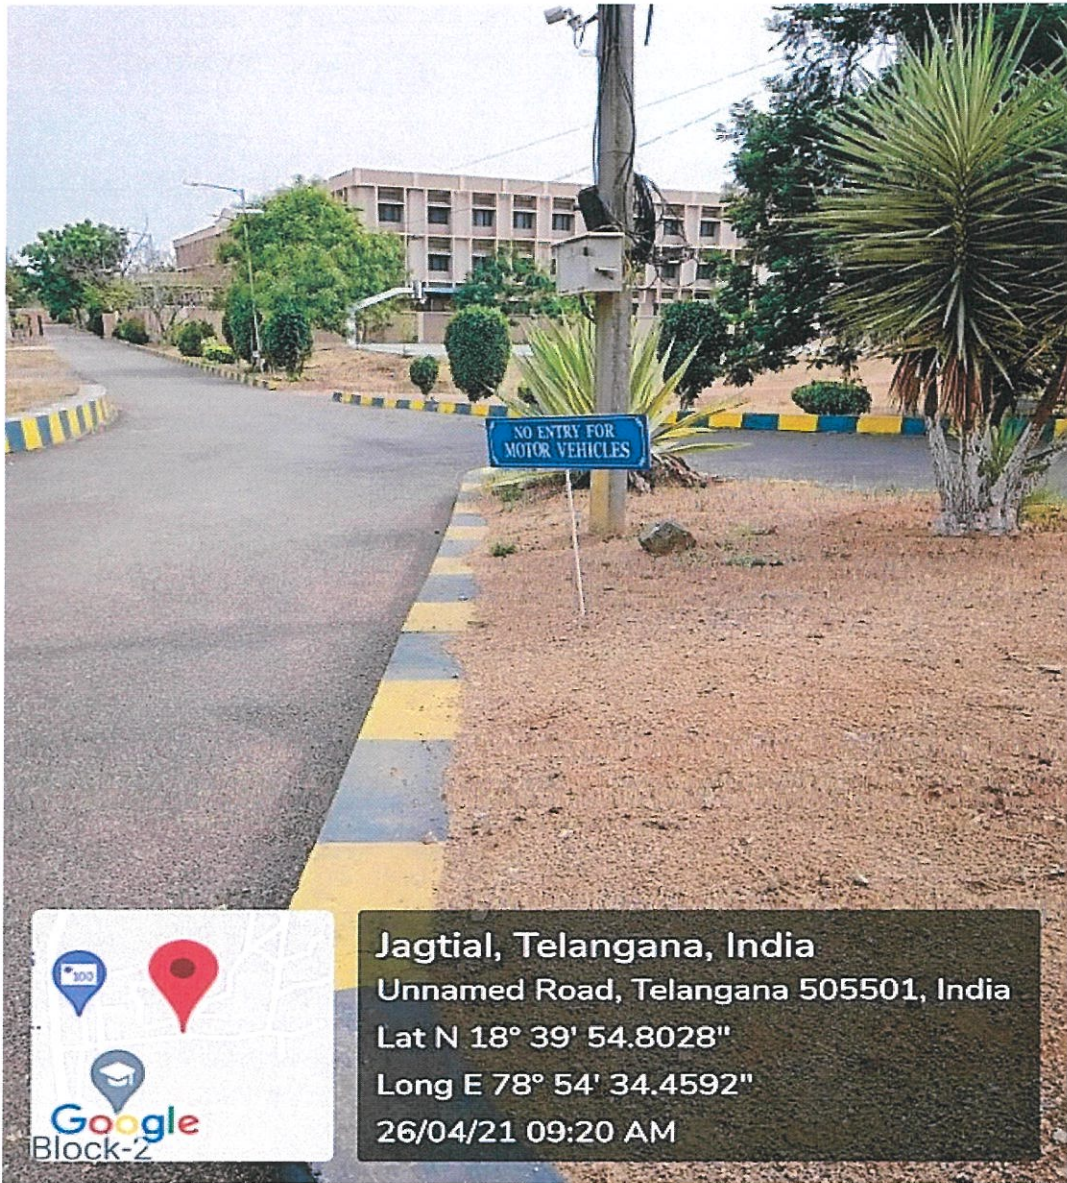 NO ENTRY FOR
MOTOR VEHICLES
100
Google
Block-2
Jagtial, Telangana, India
Unnamed Road, Telangana 505501, India
Lat N 18° 39' 54.8028"
Long E 78° 54' 34.4592"
26/04/21 09:20 AM